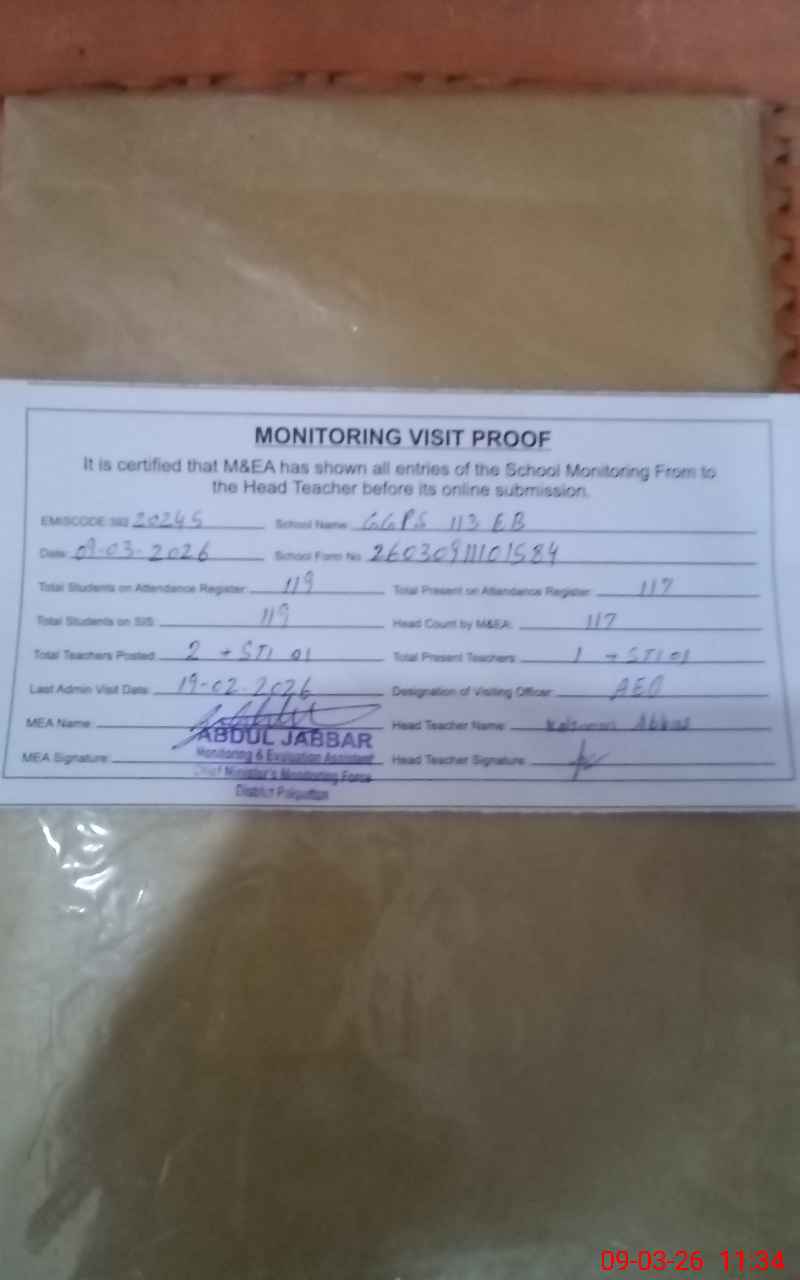 MONITORING VISIT PROOF
It is certified that M&EA has shown all entries of the School Monitoring From to
the Head Teacher before its online submission.
EMISCODE: 20245 School Name: GGPS 113 EB
Date: 09-03-2026 School Form No. 26030911101584
Total Students on Attendance Register: 119 Total Present on Attendance Register: 117
Total Students on SIS: 119 Head Count by M&EA: 117
Total Teachers Posted: 2 + STI 01 Total Present Teachers: 1 + STI 01
Last Admin Visit Date: 19-02-2026 Designation of Visiting Officer: AEO
MEA Name: Head Teacher Name: Abbas
ABDUL JABBAR
MEA Signature: Head Teacher Signature:
Monitoring & Evaluation Assistant
Chief Minister's Monitoring Force
District Pakpattan
09-03-26 11:34